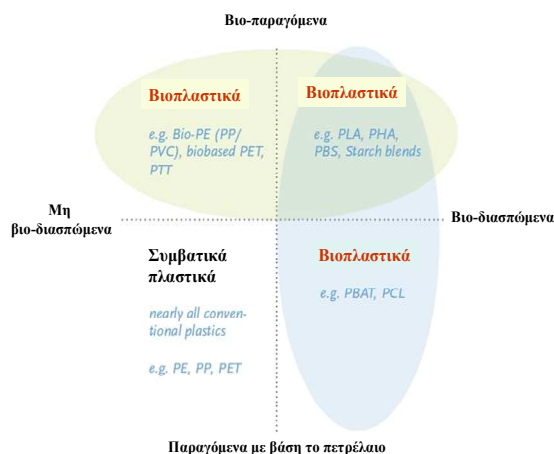 Βιο-παραγόμενα
Βιοπλαστικά
e.g. Bio-PE (PP/
PVC), biobased PET,
PTT
Βιοπλαστικά
e.g. PLA, PHA,
PBS, Starch blends
Μη
βιο-διασπώμενα
Βιο-διασπώμενα
Συμβατικά
πλαστικά
nearly all conven-
tional plastics
e.g. PE, PP, PET
Βιοπλαστικά
e.g. PBAT, PCL
Παραγόμενα με βάση το πετρέλαιο